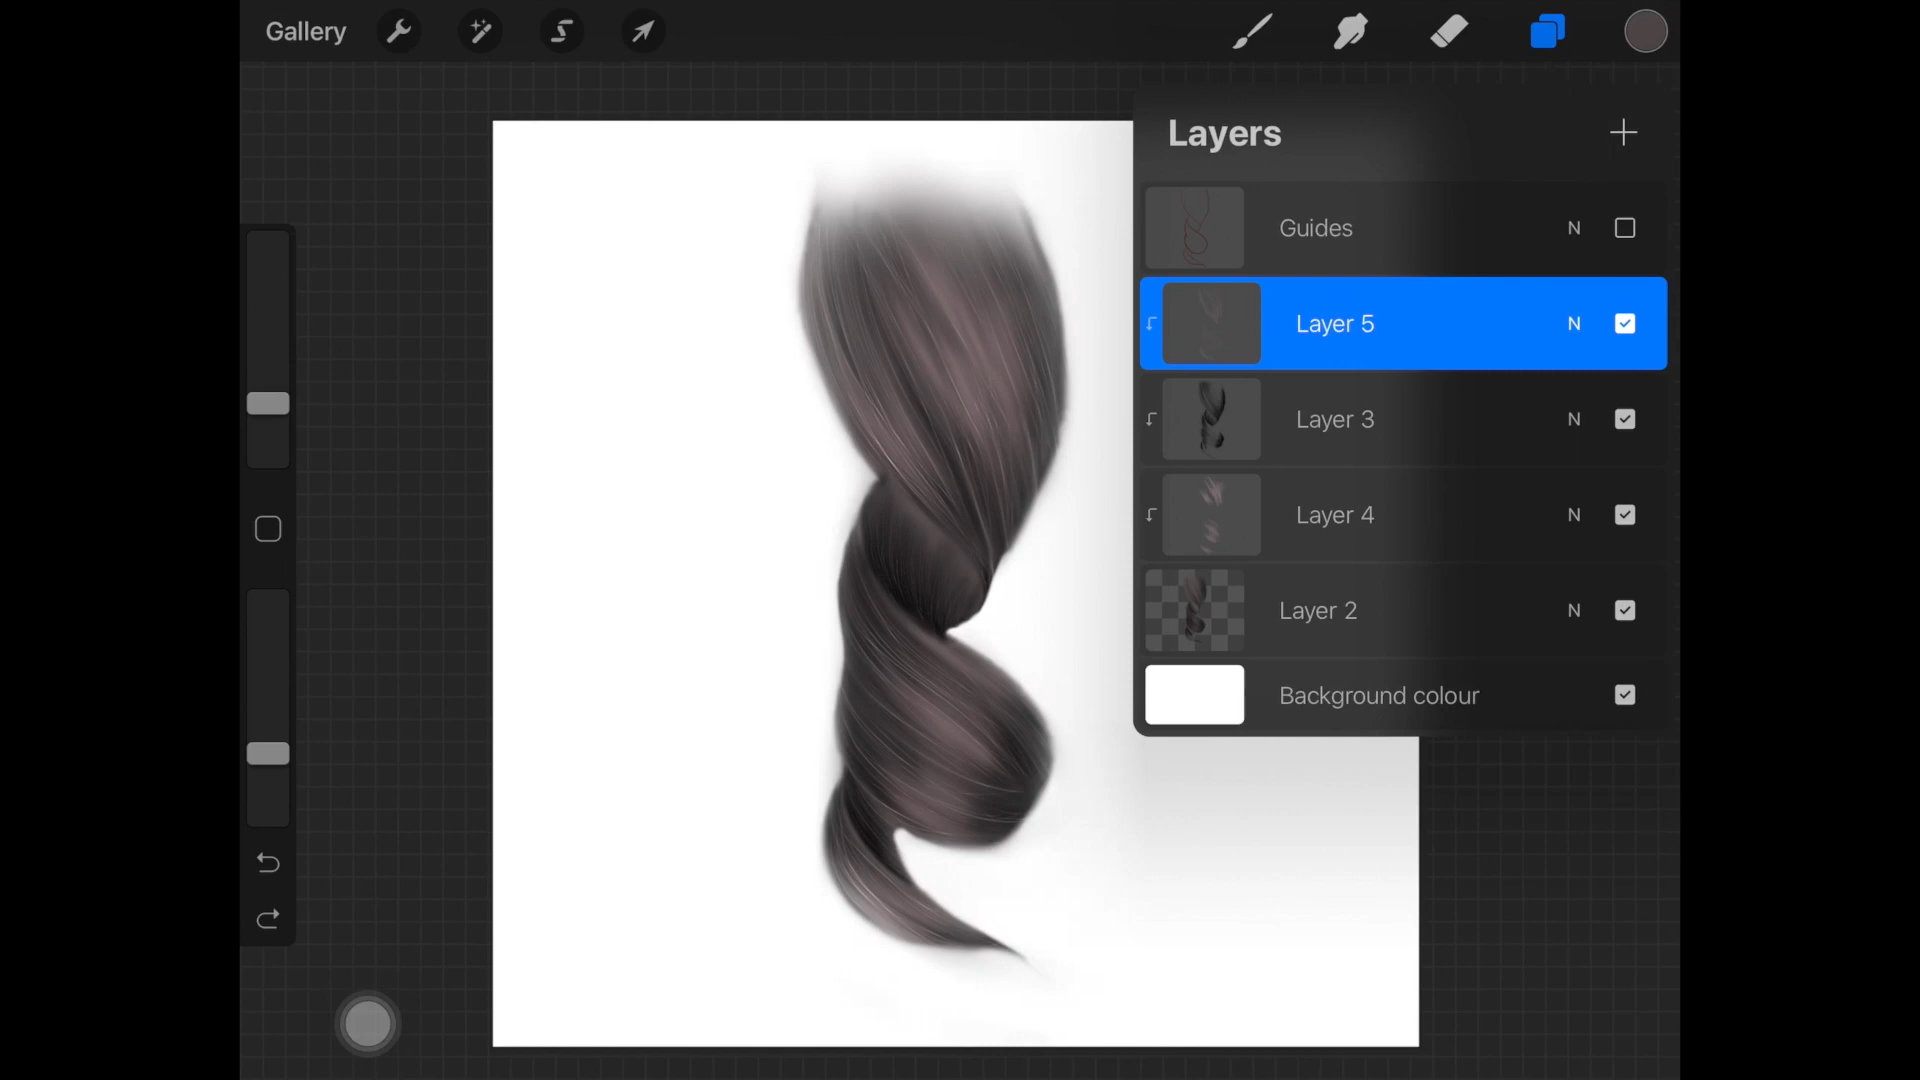 Gallery
Layers
Guides N
Layer 5 N
Layer 3 N
Layer 4 N
Layer 2 N
Background colour